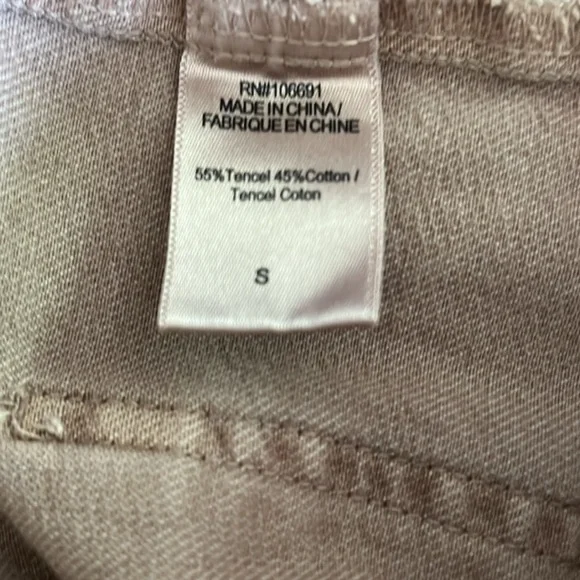 RN#106691
MADE IN CHINA/
FABRIQUE EN CHINE
55%Tencel 45%Cotton /
Tencel Coton
S